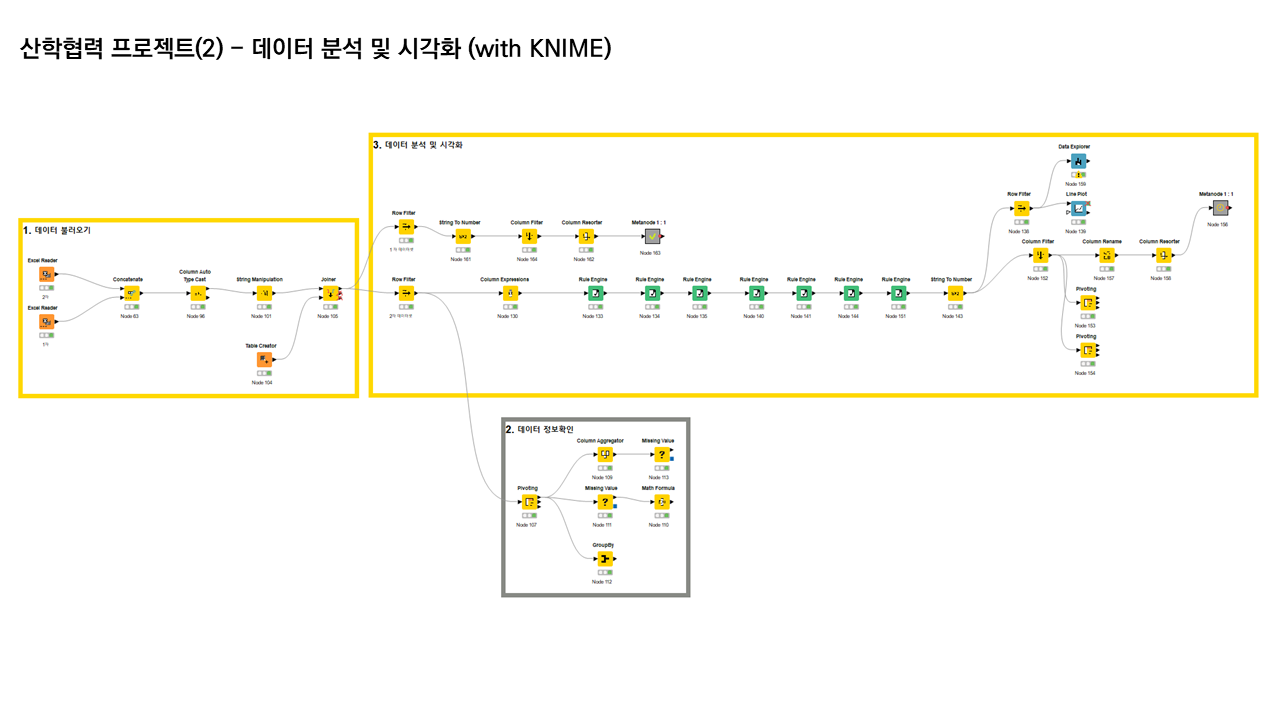 산학협력 프로젝트(2) - 데이터 분석 및 시각화 (with KNIME)
1. 데이터 불러오기
Excel Reader
2차
Excel Reader
1차
Concatenate
Node 63
Column Auto
Type Cast
Node 96
String Manipulation
Node 101
Table Creator
Node 104
Joiner
Node 105
3. 데이터 분석 및 시각화
Row Filter
1차 데이터셋
String To Number
Node 161
Column Filter
Node 164
Column Resorter
Node 162
Metanode 1 : 1
Node 163
Row Filter
2차 데이터셋
Column Expressions
Node 130
Rule Engine
Node 133
Rule Engine
Node 134
Rule Engine
Node 135
Rule Engine
Node 140
Rule Engine
Node 141
Rule Engine
Node 144
Rule Engine
Node 151
String To Number
Node 143
Row Filter
Node 138
Data Explorer
Node 159
Line Plot
Node 139
Column Filter
Node 152
Column Rename
Node 157
Column Resorter
Node 158
Metanode 1 : 1
Node 156
Pivoting
Node 153
Pivoting
Node 154
2. 데이터 정보확인
Pivoting
Node 107
Column Aggregator
Node 109
Missing Value
Node 113
Missing Value
Node 111
Math Formula
Node 110
GroupBy
Node 112